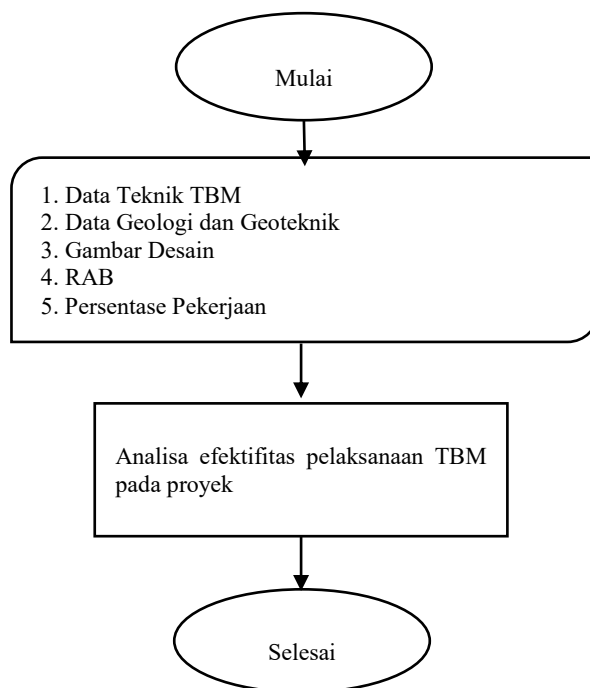 Mulai
1. Data Teknik TBM
2. Data Geologi dan Geoteknik
3. Gambar Desain
4. RAB
5. Persentase Pekerjaan
Analisa efektifitas pelaksanaan TBM
pada proyek
Selesai